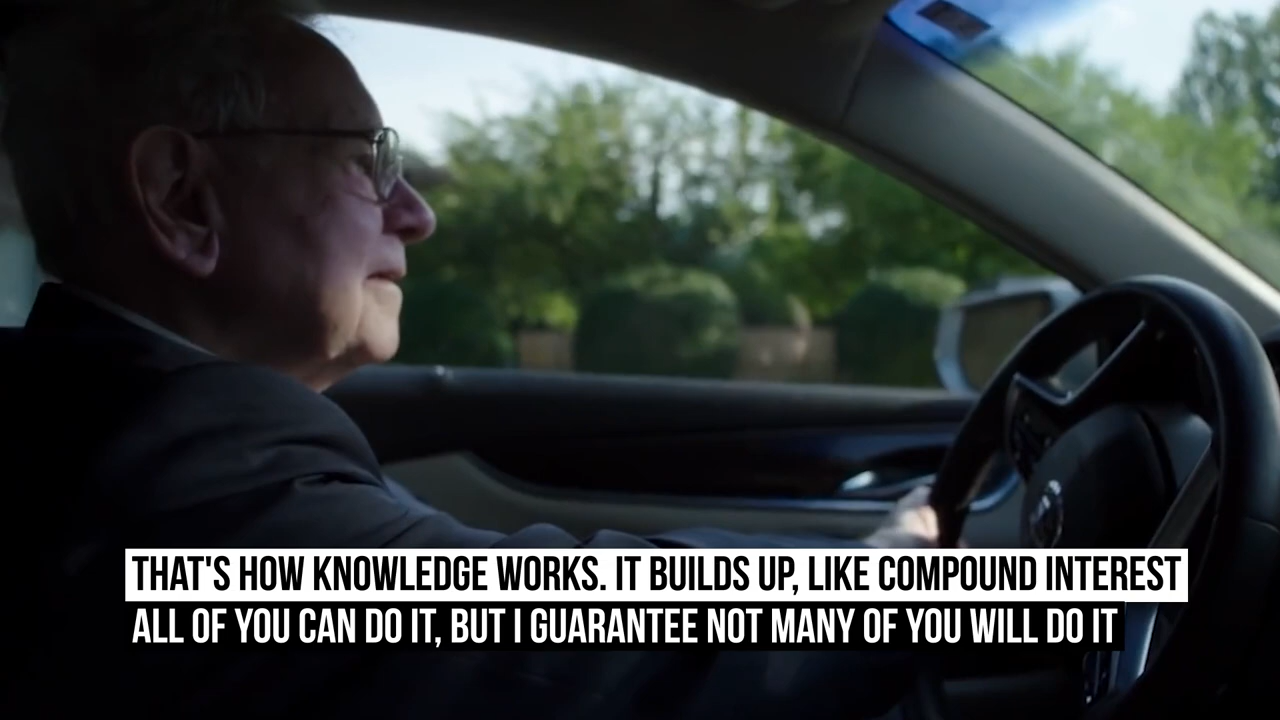 THAT'S HOW KNOWLEDGE WORKS. IT BUILDS UP, LIKE COMPOUND INTEREST
ALL OF YOU CAN DO IT, BUT I GUARANTEE NOT MANY OF YOU WILL DO IT